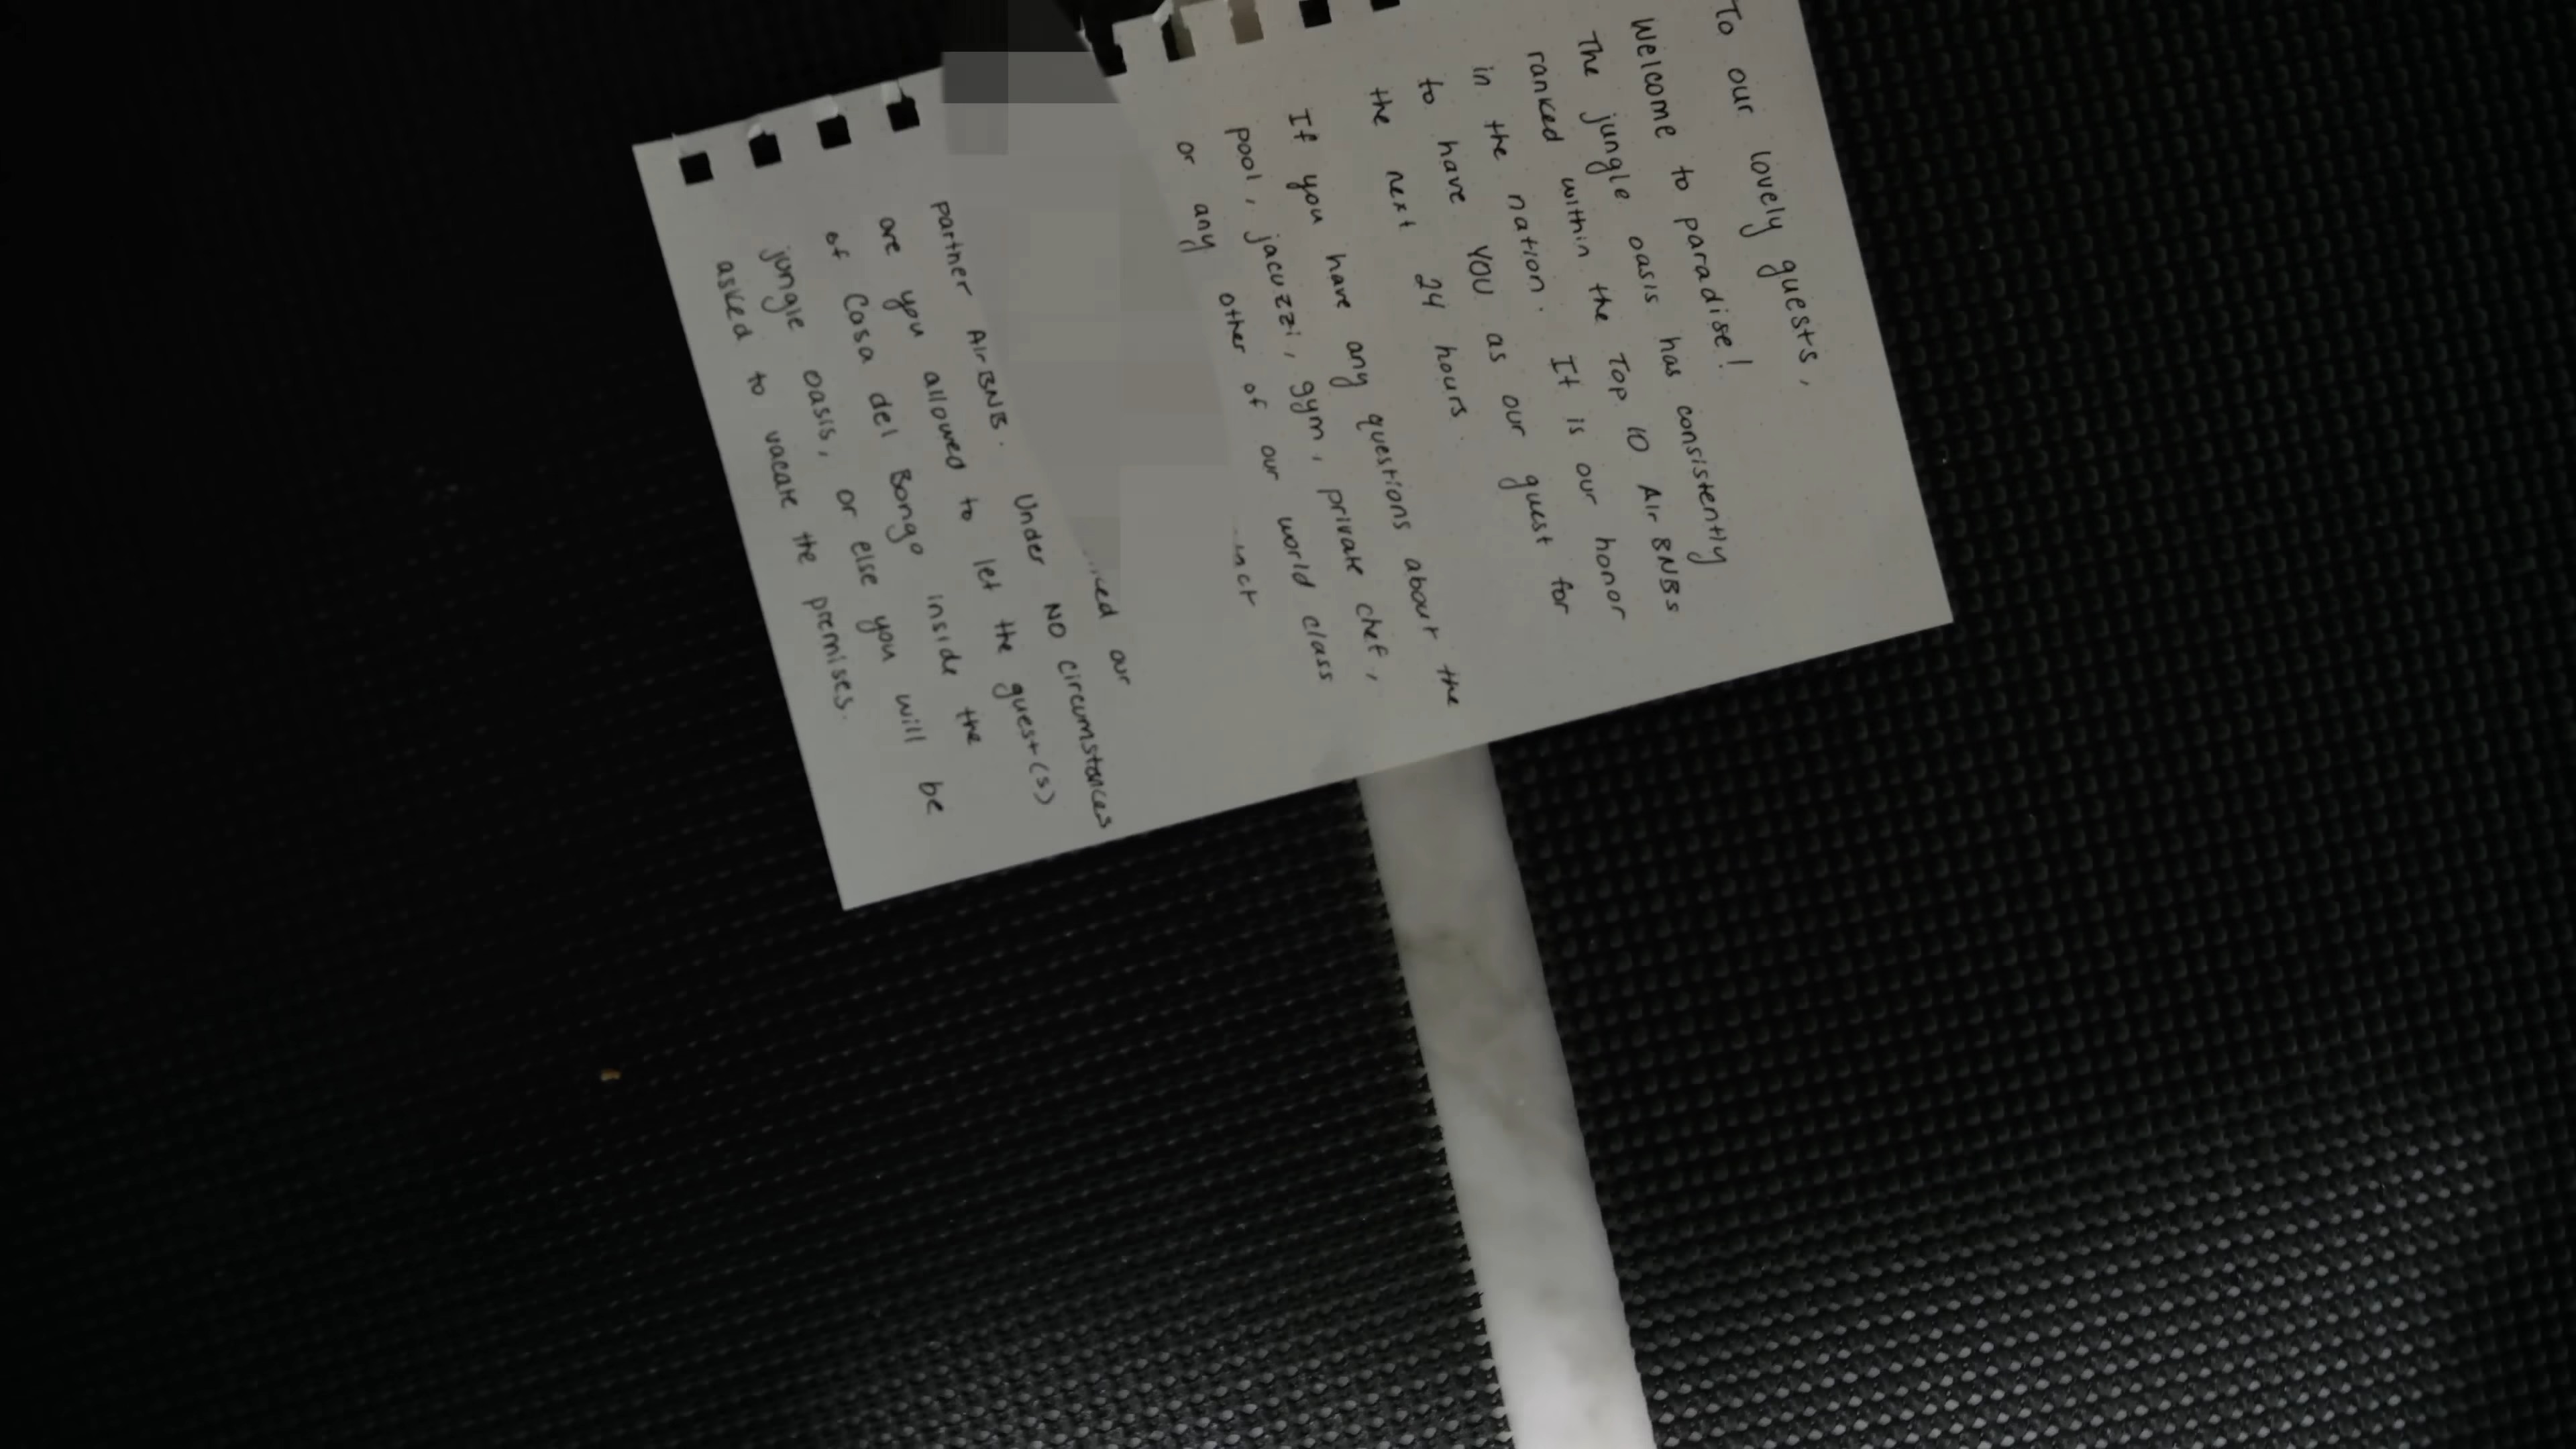 To our lovely guests,
Welcome to paradise!
The jungle oasis has consistently
ranked within the Top 10 AirBNBs
in the nation. It is our honor
to have YOU as our guest for
the next 24 hours.
If you have any questions about the
pool, jacuzzi, gym, private chef,
or any other of our world class
our
partner AirBNB. Under NO circumstances
are you allowed to let the guest(s)
of Casa del Bongo inside the
jungle oasis, or else you will be
asked to vacate the premises.